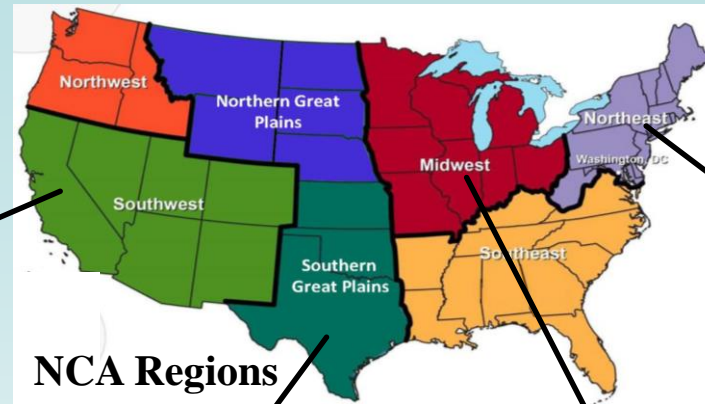 Northwest
Northern Great
Plains
Northeast
Midwest
Washington, DC
Southwest
Southeast
Southern
Great Plains
NCA Regions